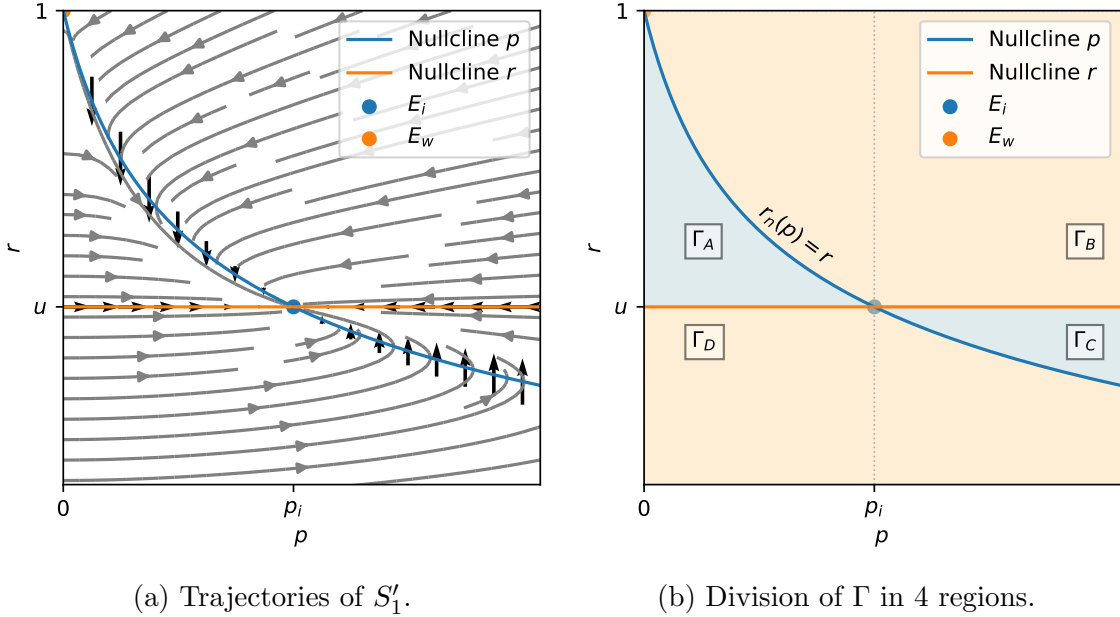 1
u
r
0
p_i
p
Nullcline p
Nullcline r
E_i
E_w
(a) Trajectories of S′_1.
1
u
r
0
p_i
p
Nullcline p
Nullcline r
E_i
E_w
r_n(p) = r
Γ_A
Γ_B
Γ_D
Γ_C
(b) Division of Γ in 4 regions.